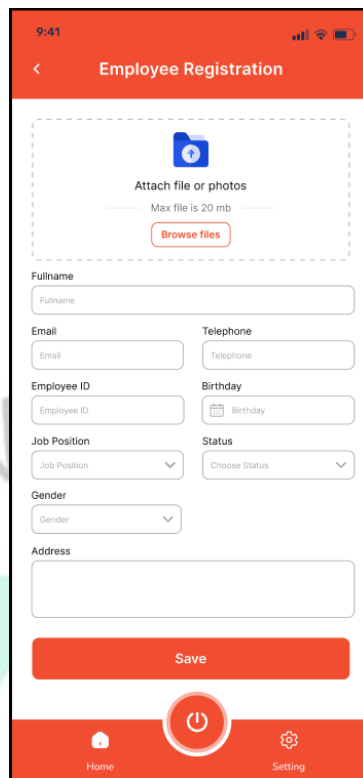 9:41
Employee Registration
Attach file or photos
Max file is 20 mb
Browse files
Fullname
Fullname
Email Telephone
Email Telephone
Employee ID Birthday
Employee ID Birthday
Job Position Status
Job Position Choose Status
Gender
Gender
Address
Save
Home Setting